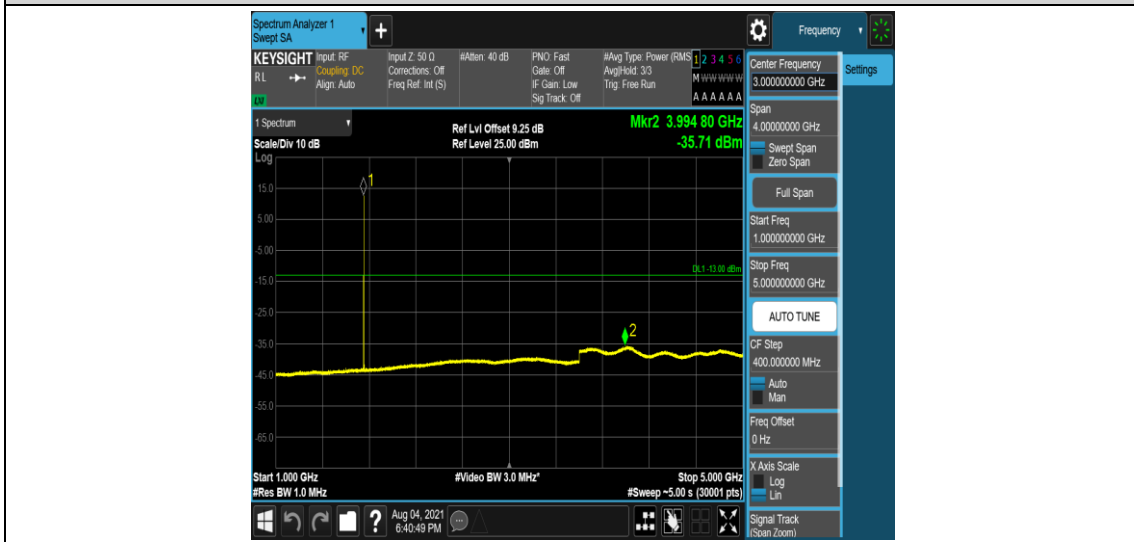 Spectrum Analyzer 1
Swept SA
+
Frequency
KEYSIGHT
RL
LXI
Input: RF
Coupling: DC
Align: Auto
Input Z: 50 Ω
Corrections: Off
Freq Ref: Int (S)
#Atten: 40 dB
PNO: Fast
Gate: Off
IF Gain: Low
Sig Track: Off
#Avg Type: Power (RMS
Avg|Hold: 3/3
Trig: Free Run
1 2 3 4 5 6
M W W W W W
A A A A A A
1 Spectrum
Scale/Div 10 dB
Log
Ref Lvl Offset 9.25 dB
Ref Level 25.00 dBm
Mkr2 3.994 80 GHz
-35.71 dBm
1
15.0
5.00
-5.00
DL1 -13.00 dBm
-15.0
-25.0
2
-35.0
-45.0
-55.0
-65.0
Start 1.000 GHz
#Video BW 3.0 MHz*
Stop 5.000 GHz
#Res BW 1.0 MHz
#Sweep ~5.00 s (30001 pts)
?
Aug 04, 2021
6:40:49 PM
Center Frequency
3.000000000 GHz
Settings
Span
4.00000000 GHz
Swept Span
Zero Span
Full Span
Start Freq
1.000000000 GHz
Stop Freq
5.000000000 GHz
AUTO TUNE
CF Step
400.000000 MHz
Auto
Man
Freq Offset
0 Hz
X Axis Scale
Log
Lin
Signal Track
(Span Zoom)